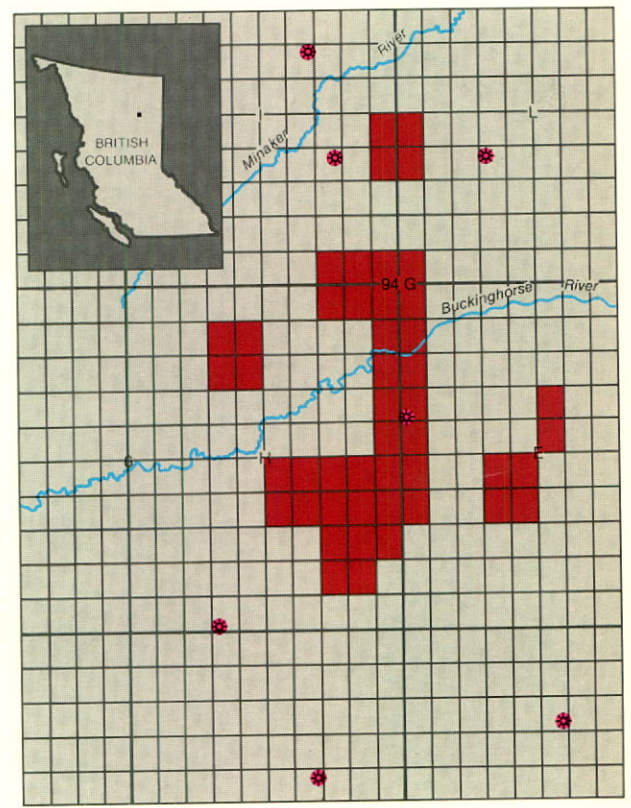 River
Minaker
I
L
BRITISH
COLUMBIA
94 G
Buckinghorse River
G
H
E